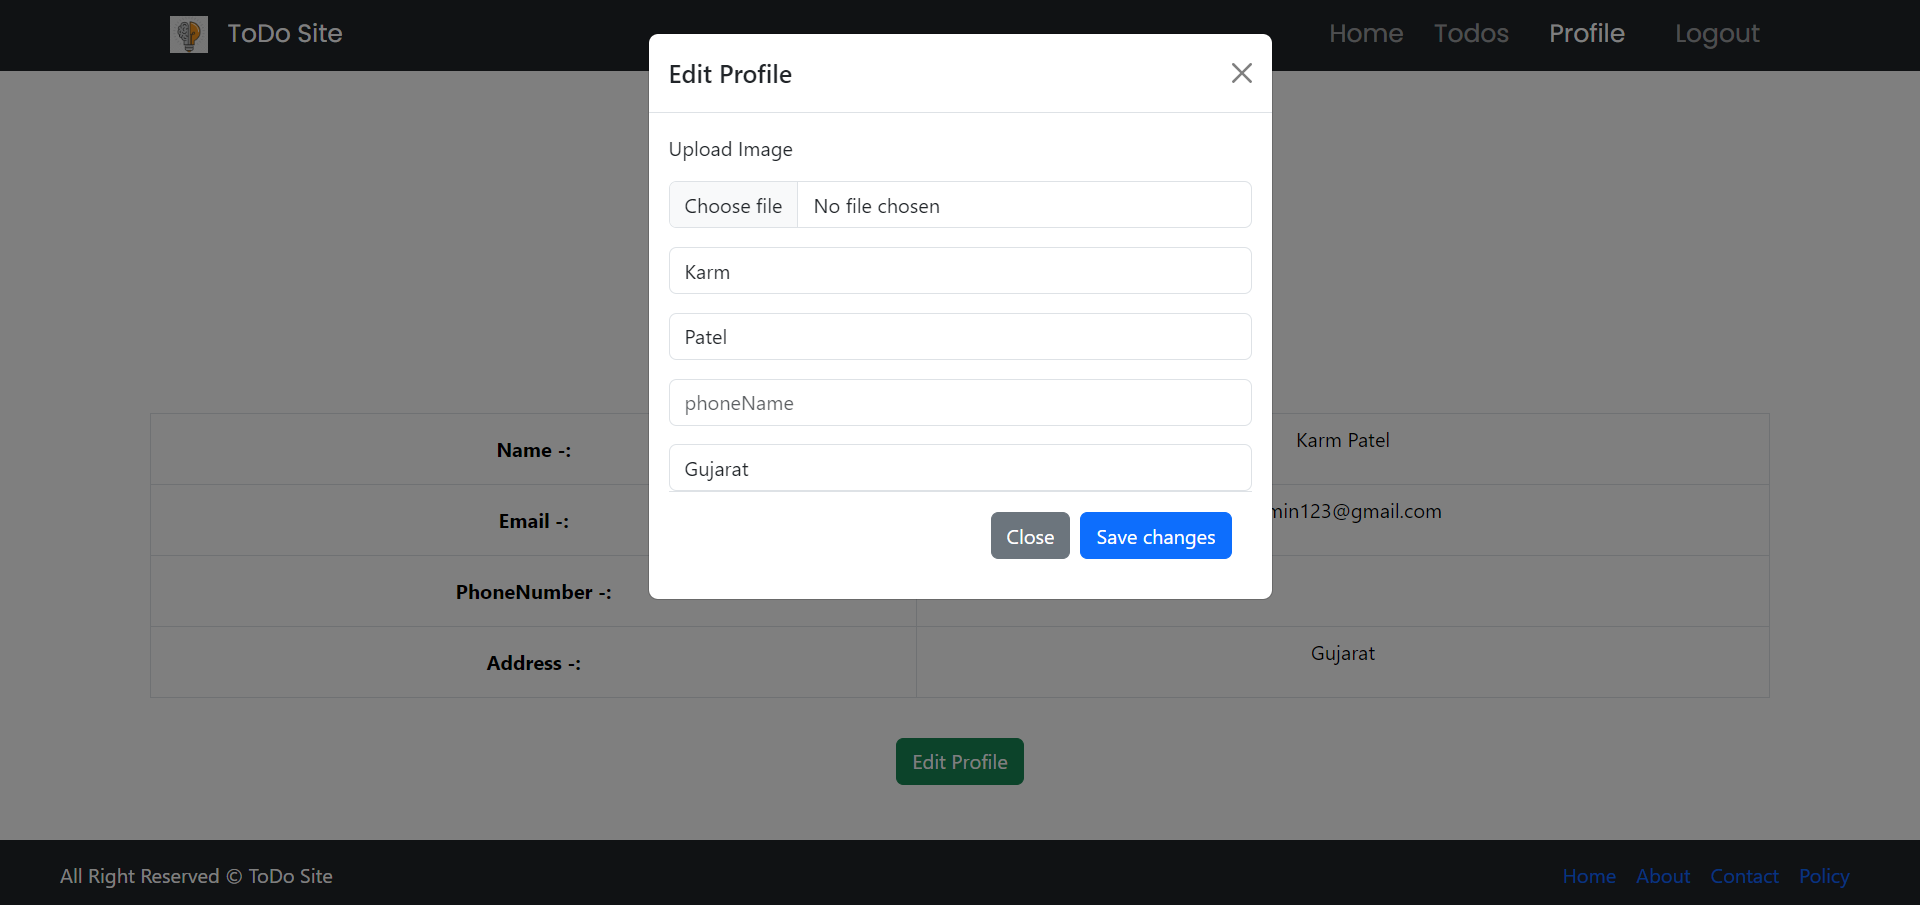 ToDo Site
Home Todos Profile Logout
Edit Profile
Upload Image
Choose file No file chosen
Karm
Patel
phoneName
Gujarat
Close Save changes
Name -: Karm Patel
Email -: min123@gmail.com
PhoneNumber -:
Address -: Gujarat
Edit Profile
All Right Reserved © ToDo Site
Home About Contact Policy